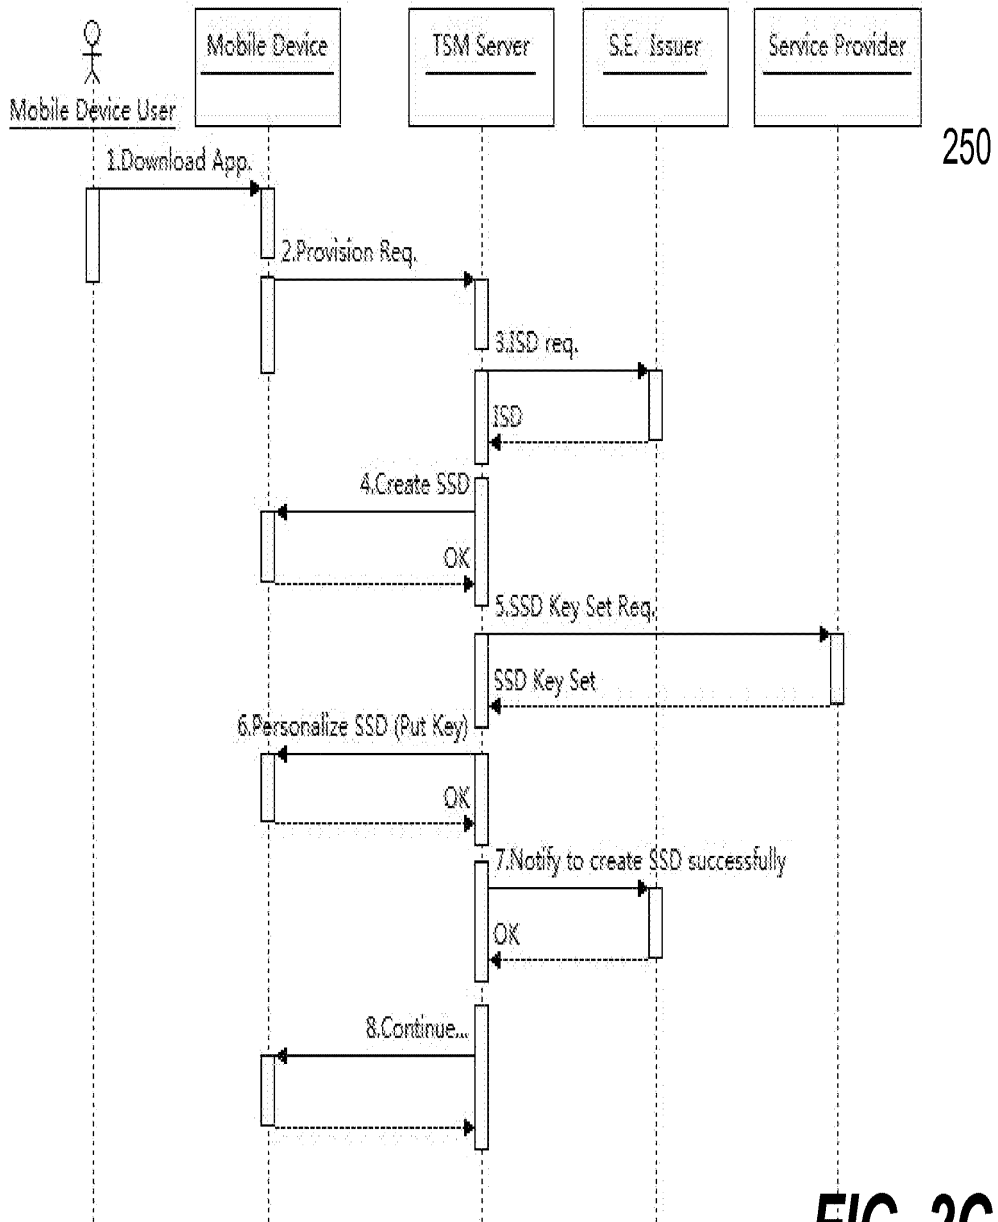 Mobile Device User
Mobile Device
TSM Server
S.E. Issuer
Service Provider
250
1.Download App.
2.Provision Req.
3.ISD req.
ISD
4.Create SSD
OK
5.SSD Key Set Req.
SSD Key Set
6.Personalize SSD (Put Key)
OK
7.Notify to create SSD successfully
OK
8.Continue...
FIG. 2C